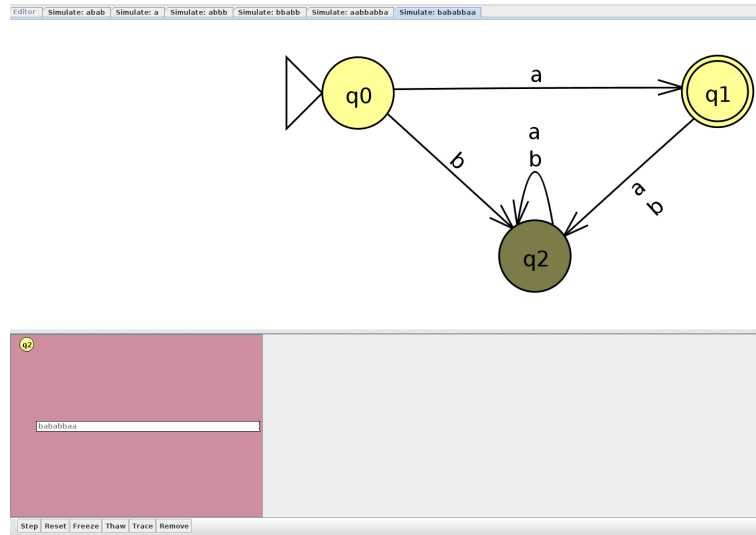 Editor Simulate: abab Simulate: a Simulate: abbb Simulate: bbabb Simulate: aabbabba Simulate: bababbaa
q0
a
q1
a
b
b
a
b
q2
q2
bababbaa
Step Reset Freeze Thaw Trace Remove